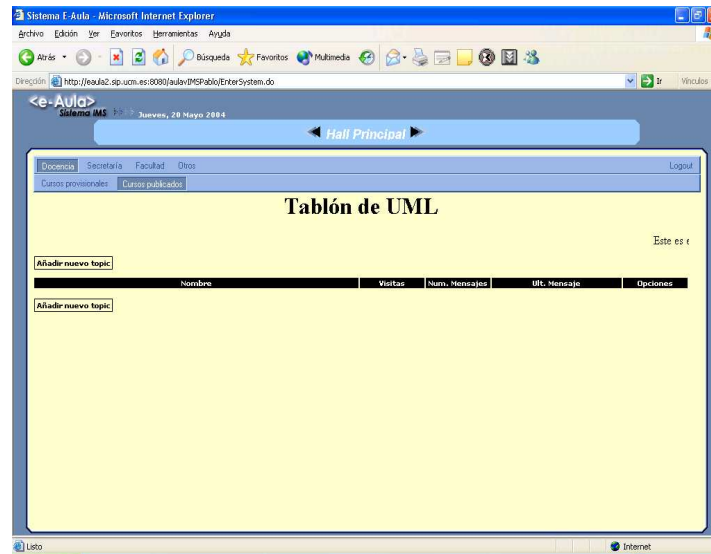 Sistema E-Aula - Microsoft Internet Explorer
Archivo Edición Ver Favoritos Herramientas Ayuda
Atrás Búsqueda Favoritos Multimedia
Dirección http://eaula2.sip.ucm.es:8080/aulavIMSPablo/EnterSystem.do Ir Vínculos
<e-Aula>
Sistema IMS Jueves, 20 Mayo 2004
Hall Principal
Docencia Secretaría Facultad Otros Logout
Cursos provisionales Cursos publicados
Tablón de UML
Este es e
Añadir nuevo topic
Nombre Visitas Num. Mensajes Ult. Mensaje Opciones
Añadir nuevo topic
Listo Internet